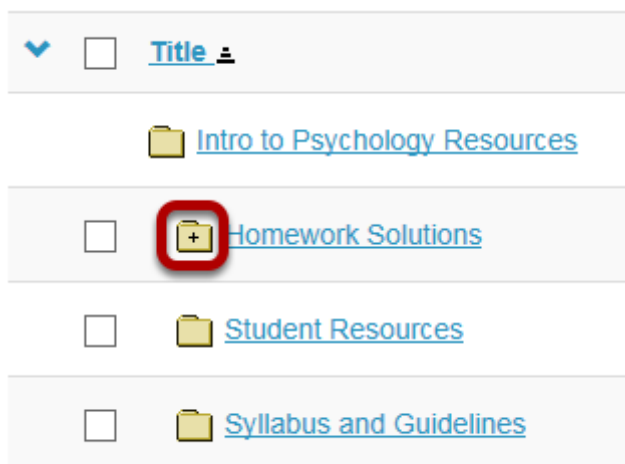 Title
Intro to Psychology Resources
Homework Solutions
Student Resources
Syllabus and Guidelines